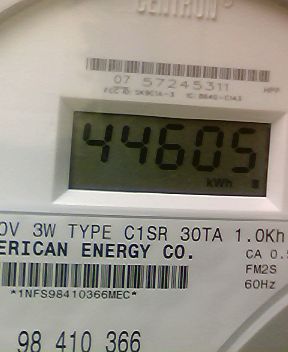 CENTRON®
07 57245311
44605
kWh
0V 3W TYPE C1SR 30TA 1.0Kh
ERICAN ENERGY CO.
CA 0.5
FM2S
60Hz
*1NFS98410366MEC*
98 410 366